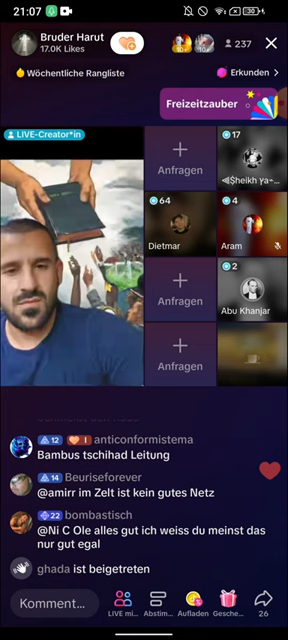 21:07
30
Bruder Harut
17.0K Likes
10+
10+
237
Wöchentliche Rangliste
Erkunden >
Freizeitzauber
LIVE-Creator*in
Anfragen
17
64
Dietmar
4
Aram
Anfragen
2
Abu Khanjar
Anfragen
12 I anticonformistema
Bambus tschihad Leitung
14 Beuriseforever
@amirr im Zelt ist kein gutes Netz
22 bombastisch
@Ni C Ole alles gut ich weiss du meinst das
nur gut egal
ghada ist beigetreten
Komment...
LIVE mi...
Abstim...
Aufladen
Gesche...
26